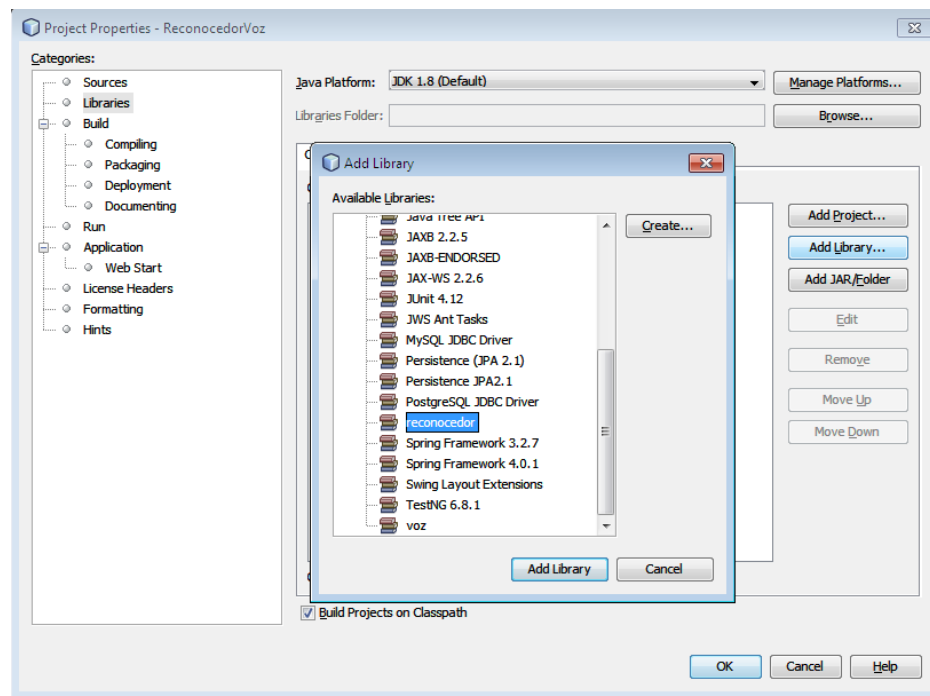 Project Properties - ReconocedorVoz
Categories:
Sources
Libraries
Build
Compiling
Packaging
Deployment
Documenting
Run
Application
Web Start
License Headers
Formatting
Hints
Java Platform: JDK 1.8 (Default) Manage Platforms...
Libraries Folder: Browse...
Add Library
Available Libraries:
Java Tree API
JAXB 2.2.5
JAXB-ENDORSED
JAX-WS 2.2.6
JUnit 4.12
JWS Ant Tasks
MySQL JDBC Driver
Persistence (JPA 2.1)
Persistence JPA2.1
PostgreSQL JDBC Driver
reconocedor
Spring Framework 3.2.7
Spring Framework 4.0.1
Swing Layout Extensions
TestNG 6.8.1
voz
Create...
Add Library Cancel
Add Project...
Add Library...
Add JAR/Folder
Edit
Remove
Move Up
Move Down
Build Projects on Classpath
OK Cancel Help